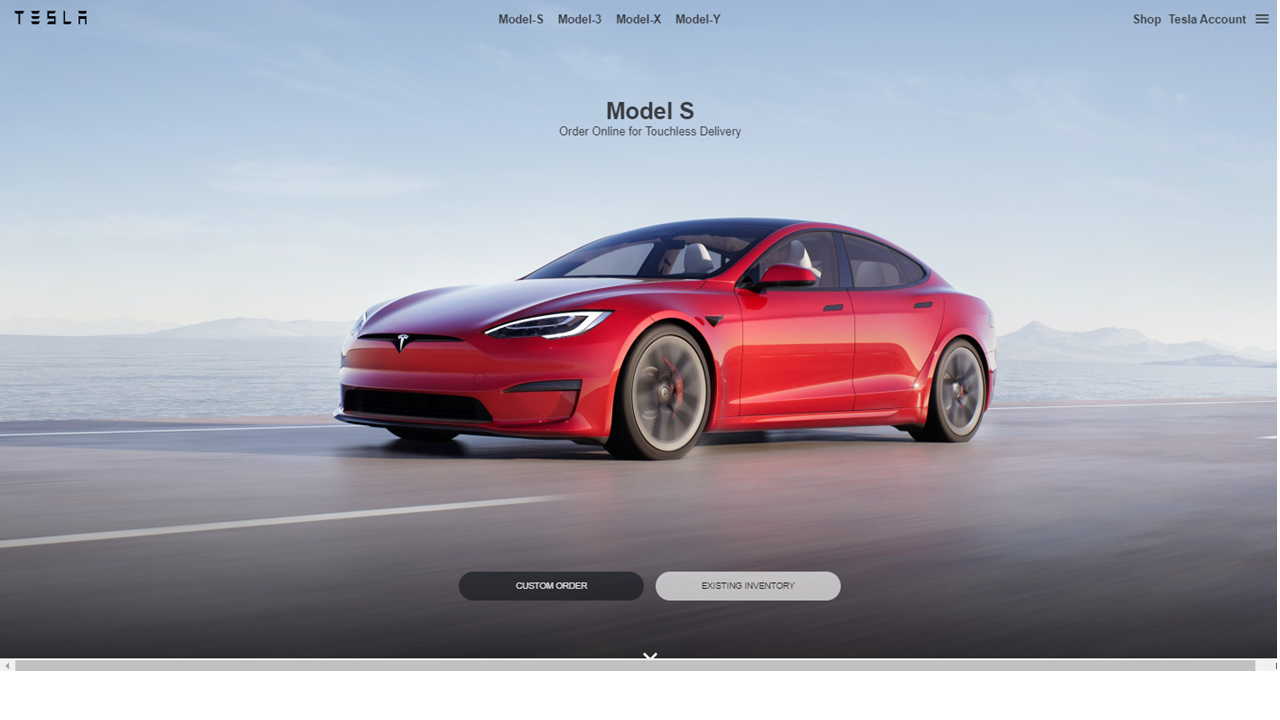 TESLA
Model-S Model-3 Model-X Model-Y
Shop Tesla Account
Model S
Order Online for Touchless Delivery
CUSTOM ORDER
EXISTING INVENTORY